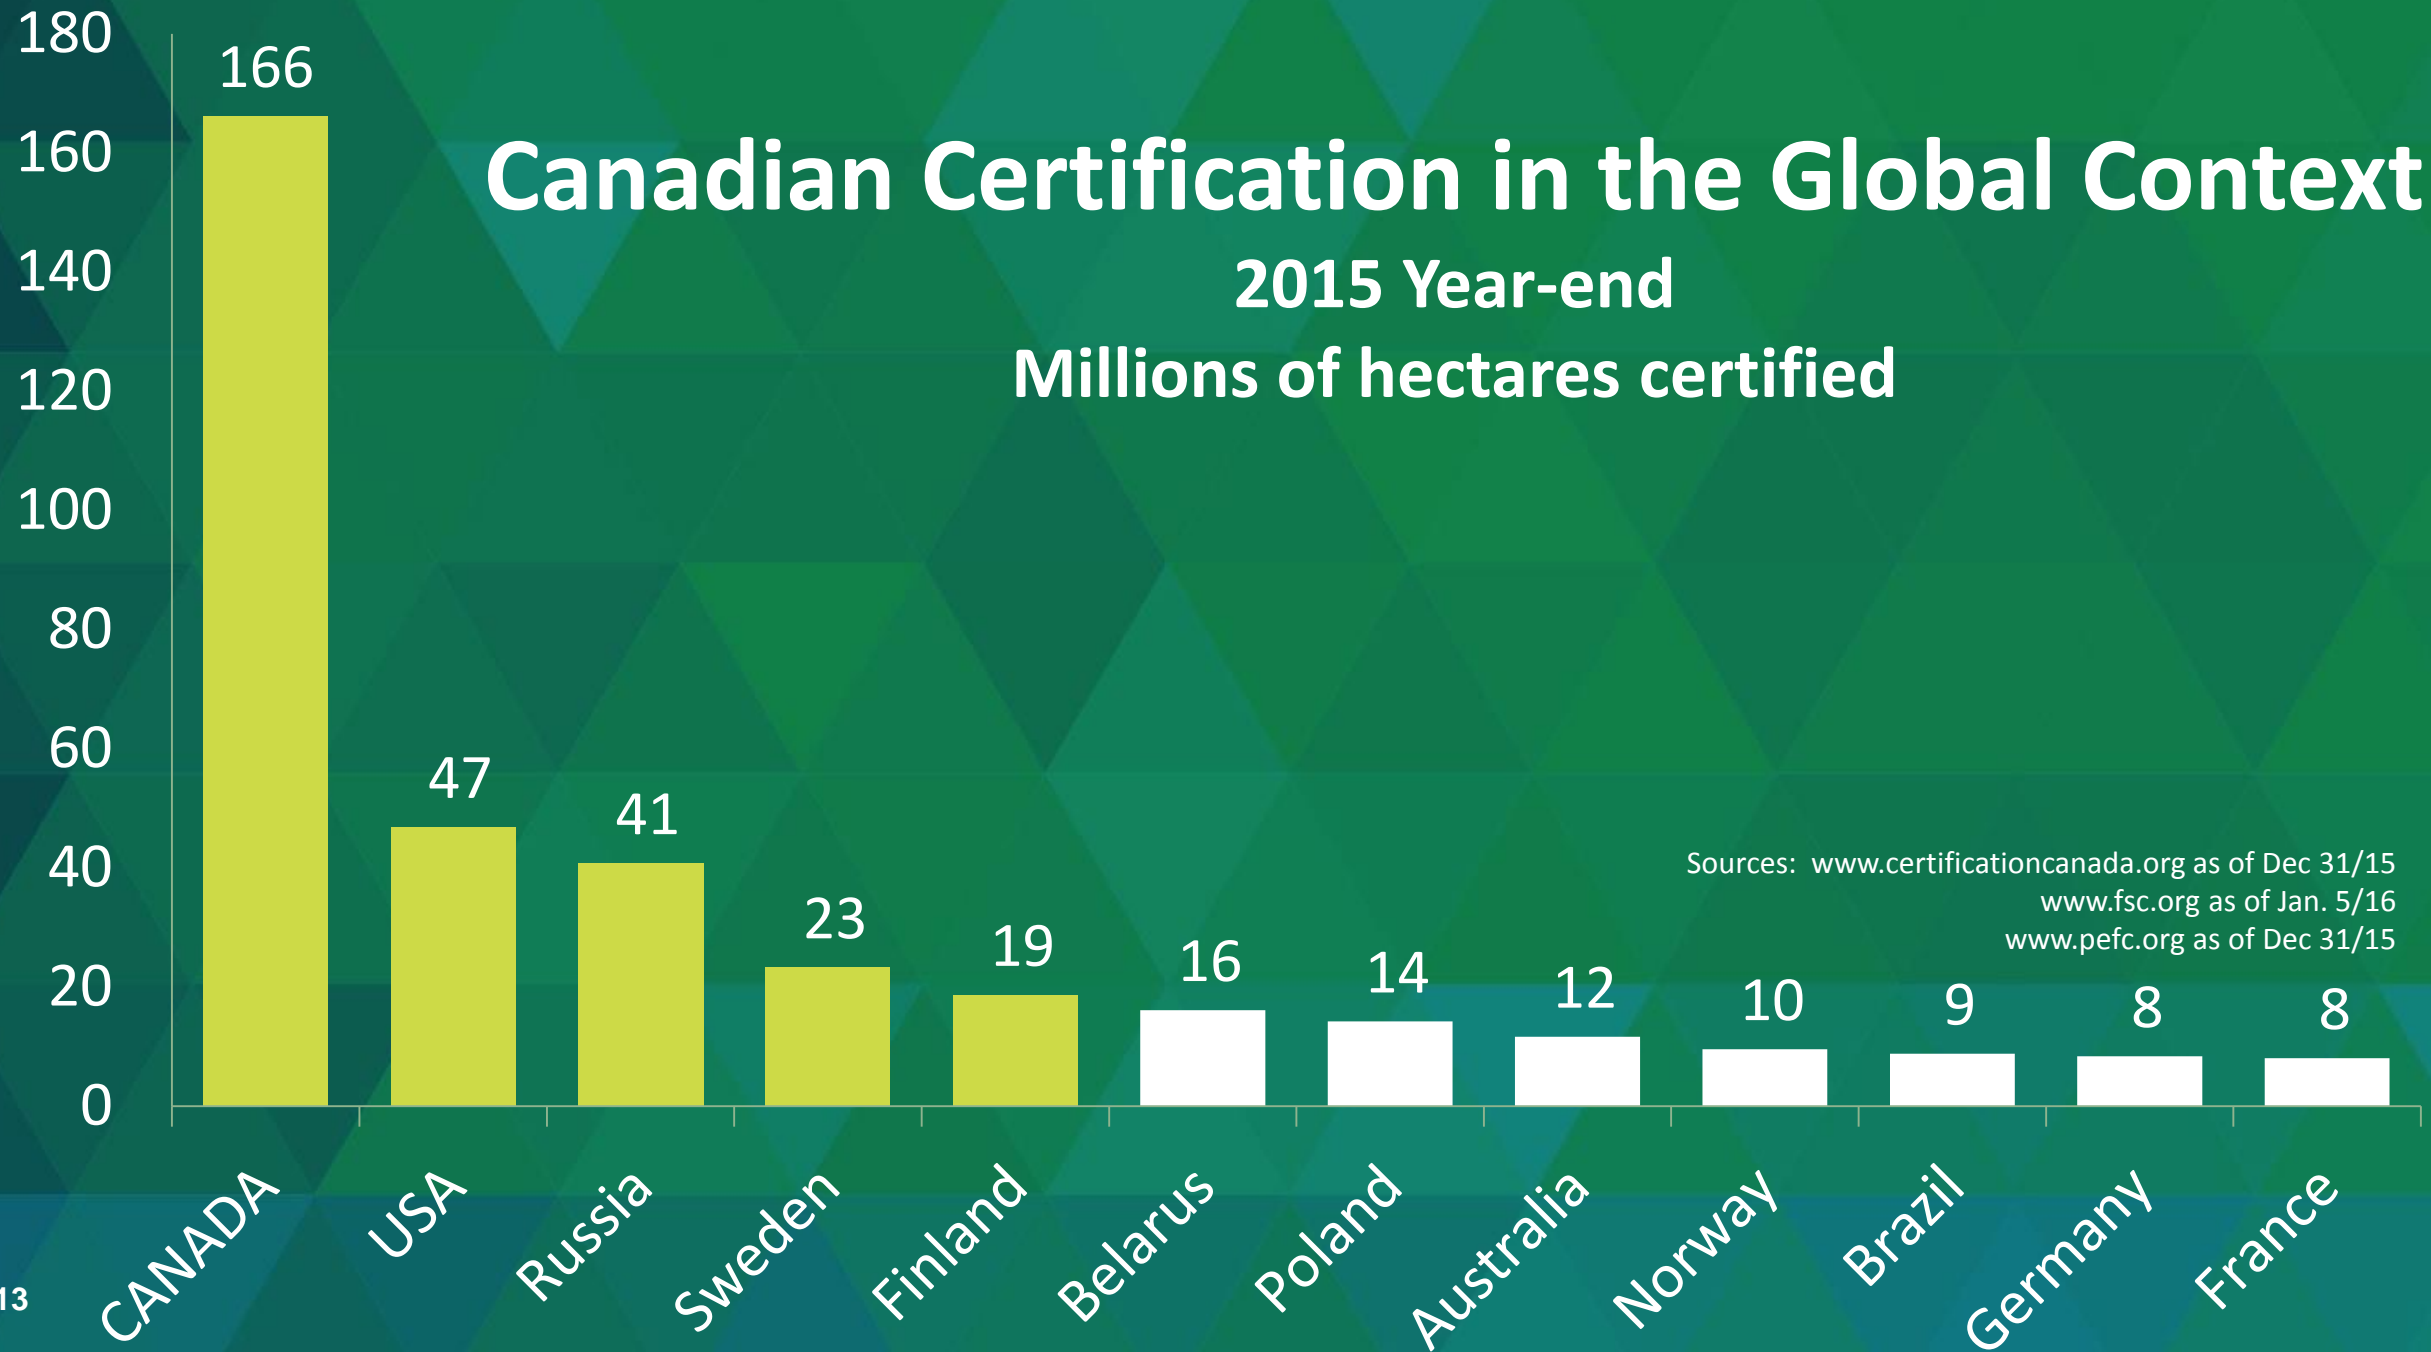 Canadian Certification in the Global Context
2015 Year-end
Millions of hectares certified
180
160
140
120
100
80
60
40
20
0
166
47
41
23
19
16
14
12
10
9
8
8
Sources: www.certificationcanada.org as of Dec 31/15
www.fsc.org as of Jan. 5/16
www.pefc.org as of Dec 31/15
CANADA
USA
Russia
Sweden
Finland
Belarus
Poland
Australia
Norway
Brazil
Germany
France
13